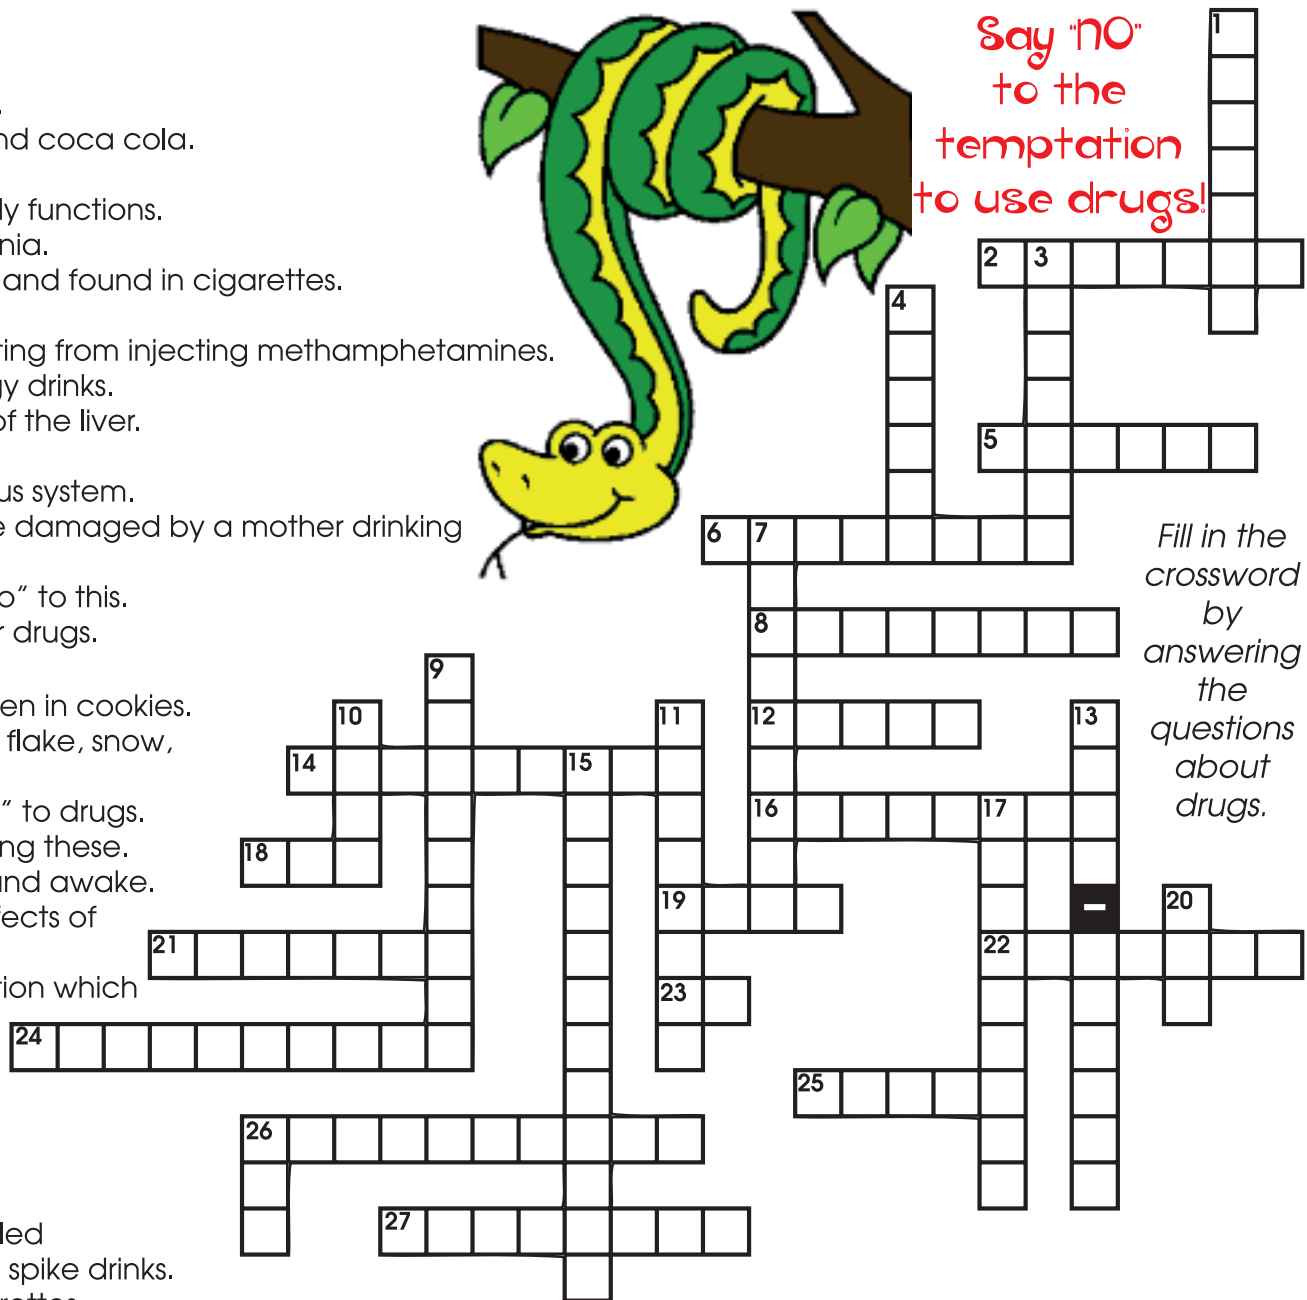 Say "NO"
to the
temptation
to use drugs!
.
nd coca cola.
ly functions.
nia.
and found in cigarettes.
ting from injecting methamphetamines.
gy drinks.
of the liver.
us system.
e damaged by a mother drinking
o" to this.
r drugs.
en in cookies.
flake, snow,
" to drugs.
ng these.
and awake.
fects of
tion which
led
spike drinks.
Fill in the
crossword
by
answering
the
questions
about
drugs.
1
2 3
4
5
6 7
8
9
10 11 12 13
14 15
16 17
18
19 20
21 22
23
24
25
26
27